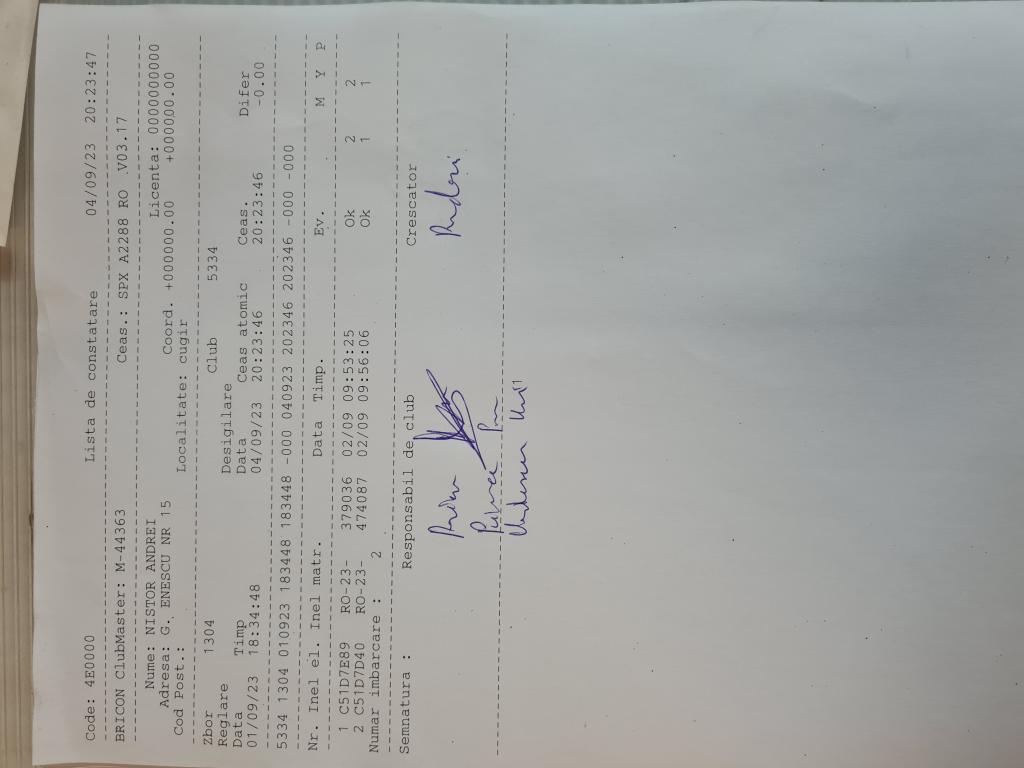 Code: 4E0000 Lista de constatare 04/09/23 20:23:47
BRICON ClubMaster: M-44363 Ceas.: SPX A2288 RO V03.17
Nume: NISTOR ANDREI Licenta: 0000000000
Adresa: G. ENESCU NR 15 Coord. +000000.00 +000000.00
Cod Post.: Localitate: cugir
Zbor 1304 Club 5334
Reglare Desigilare
Data Timp Data Ceas atomic Ceas. Difer
01/09/23 18:34:48 04/09/23 20:23:46 20:23:46 -0.00
5334 1304 010923 183448 183448 -000 040923 202346 202346 -000 -000
Nr. Inel el. Inel matr. Data Timp. Ev. M Y P
1 C51D7E89 RO-23- 379036 02/09 09:53:25 Ok 2 2
2 C51D7D40 RO-23- 474087 02/09 09:56:06 Ok 1 1
Numar imbarcare: 2
Semnatura : Responsabil de club Crescator